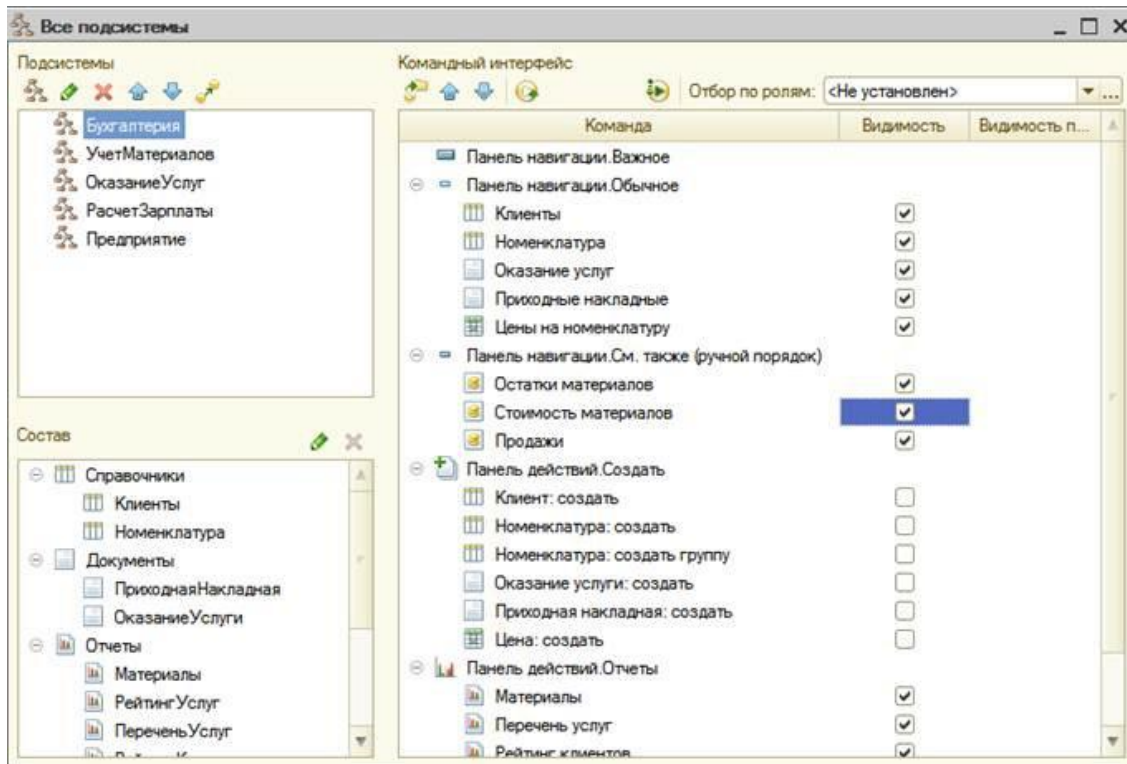 Все подсистемы
Подсистемы
Бухгалтерия
УчетМатериалов
ОказаниеУслуг
РасчетЗарплаты
Предприятие
Состав
Справочники
Клиенты
Номенклатура
Документы
ПриходнаяНакладная
ОказаниеУслуги
Отчеты
Материалы
РейтингУслуг
ПереченьУслуг
Командный интерфейс
Отбор по ролям: <Не установлен>
Команда Видимость Видимость п...
Панель навигации.Важное
Панель навигации.Обычное
Клиенты
Номенклатура
Оказание услуг
Приходные накладные
Цены на номенклатуру
Панель навигации.См. также (ручной порядок)
Остатки материалов
Стоимость материалов
Продажи
Панель действий.Создать
Клиент: создать
Номенклатура: создать
Номенклатура: создать группу
Оказание услуги: создать
Приходная накладная: создать
Цена: создать
Панель действий.Отчеты
Материалы
Перечень услуг
Рейтинг клиентов